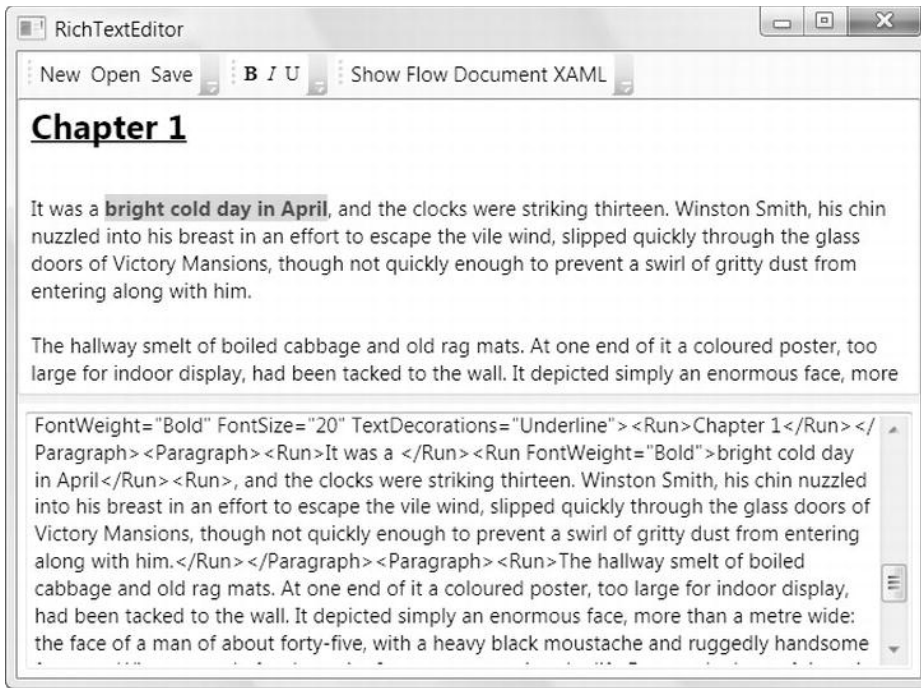 RichTextEditor
New Open Save B I U Show Flow Document XAML
Chapter 1
It was a bright cold day in April, and the clocks were striking thirteen. Winston Smith, his chin
nuzzled into his breast in an effort to escape the vile wind, slipped quickly through the glass
doors of Victory Mansions, though not quickly enough to prevent a swirl of gritty dust from
entering along with him.
The hallway smelt of boiled cabbage and old rag mats. At one end of it a coloured poster, too
large for indoor display, had been tacked to the wall. It depicted simply an enormous face, more
FontWeight="Bold" FontSize="20" TextDecorations="Underline"><Run>Chapter 1</Run></
Paragraph><Paragraph><Run>It was a </Run><Run FontWeight="Bold">bright cold day
in April</Run><Run>, and the clocks were striking thirteen. Winston Smith, his chin nuzzled
into his breast in an effort to escape the vile wind, slipped quickly through the glass doors of
Victory Mansions, though not quickly enough to prevent a swirl of gritty dust from entering
along with him.</Run></Paragraph><Paragraph><Run>The hallway smelt of boiled
cabbage and old rag mats. At one end of it a coloured poster, too large for indoor display,
had been tacked to the wall. It depicted simply an enormous face, more than a metre wide:
the face of a man of about forty-five, with a heavy black moustache and ruggedly handsome